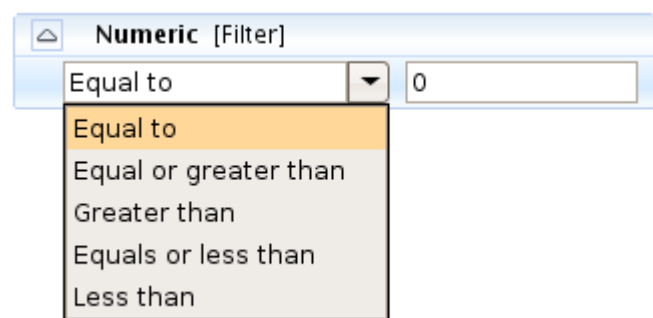 Numeric [Filter]
Equal to 0
Equal to
Equal or greater than
Greater than
Equals or less than
Less than